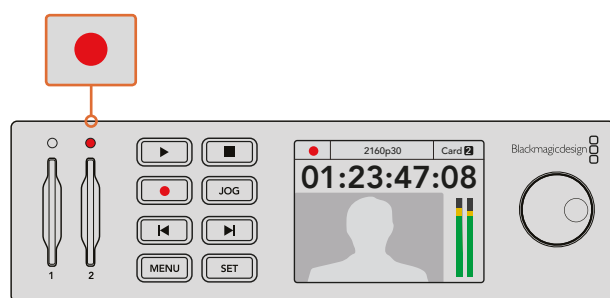 2160p30
Card 2
Blackmagicdesign
01:23:47:08
JOG
MENU
SET
1
2